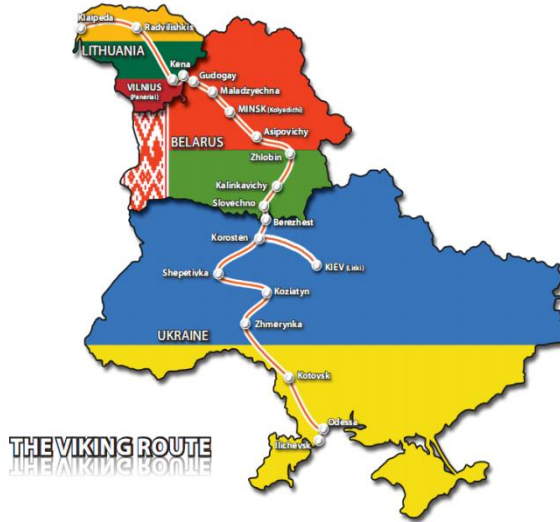 Klaipeda
Radvilishkis
LITHUANIA
Kena
VILNIUS
(Paneriai)
Gudogay
Maladzyechna
MINSK (Kolyadichi)
Asipovichy
BELARUS
Zhlobin
Kalinkavichy
Slovechno
Berezhest
Korosten
KIEV (Liski)
Shepetivka
Koziatyn
Zhmerynka
UKRAINE
Kotovsk
Odessa
Ilichevsk
THE VIKING ROUTE